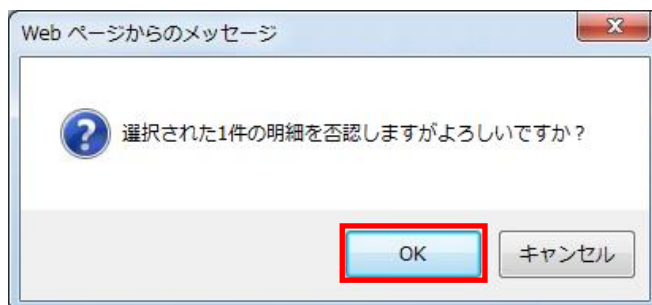 Web ページからのメッセージ
選択された1件の明細を否認しますがよろしいですか？
OK
キャンセル